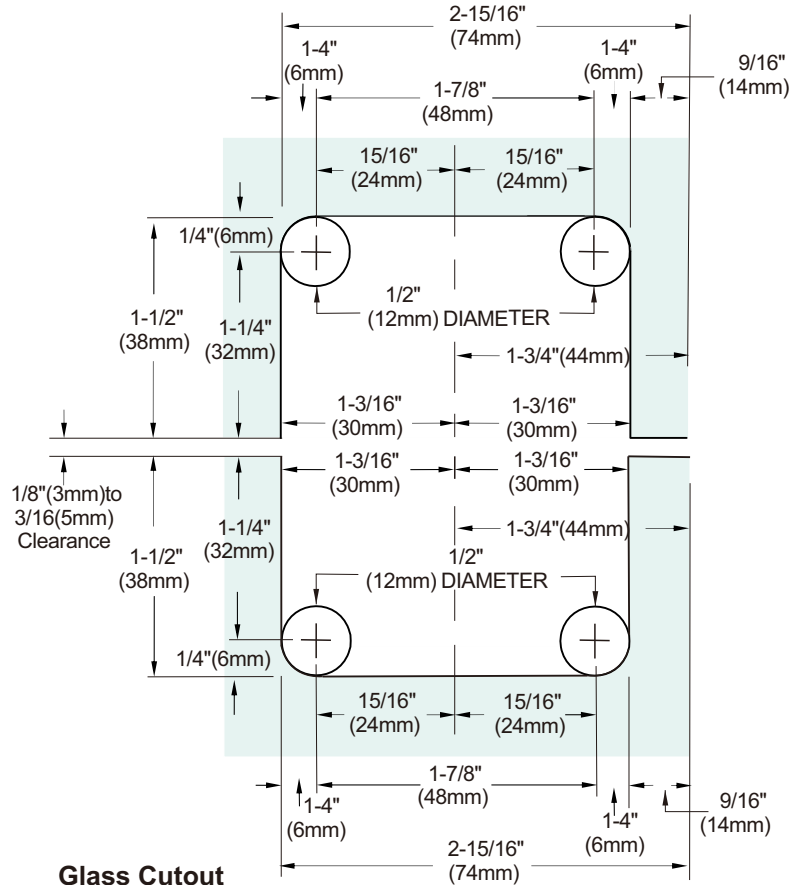 2-15/16"
(74mm)
1-4"
(6mm)
1-4"
(6mm)
9/16"
(14mm)
1-7/8"
(48mm)
15/16"
(24mm)
15/16"
(24mm)
1/4"(6mm)
1/2"
(12mm) DIAMETER
1-1/2"
(38mm)
1-1/4"
(32mm)
1-3/4"(44mm)
1-3/16"
(30mm)
1-3/16"
(30mm)
1-3/16"
(30mm)
1-3/16"
(30mm)
1/8"(3mm)to
3/16(5mm)
Clearance
1-1/4"
(32mm)
1-3/4"(44mm)
1-1/2"
(38mm)
1/2"
(12mm) DIAMETER
1/4"(6mm)
15/16"
(24mm)
15/16"
(24mm)
1-7/8"
(48mm)
1-4"
(6mm)
1-4"
(6mm)
9/16"
(14mm)
2-15/16"
(74mm)
Glass Cutout